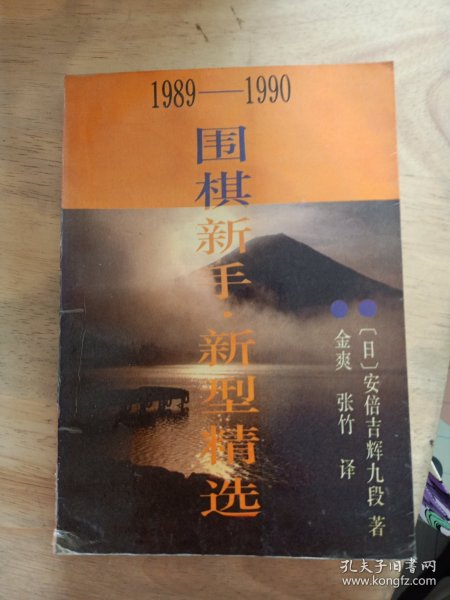 1989——1990
围棋新手·新型精选
〔日〕安倍吉辉九段 著
金爽 张竹 译
孔夫子旧书网
www.kongfz.com